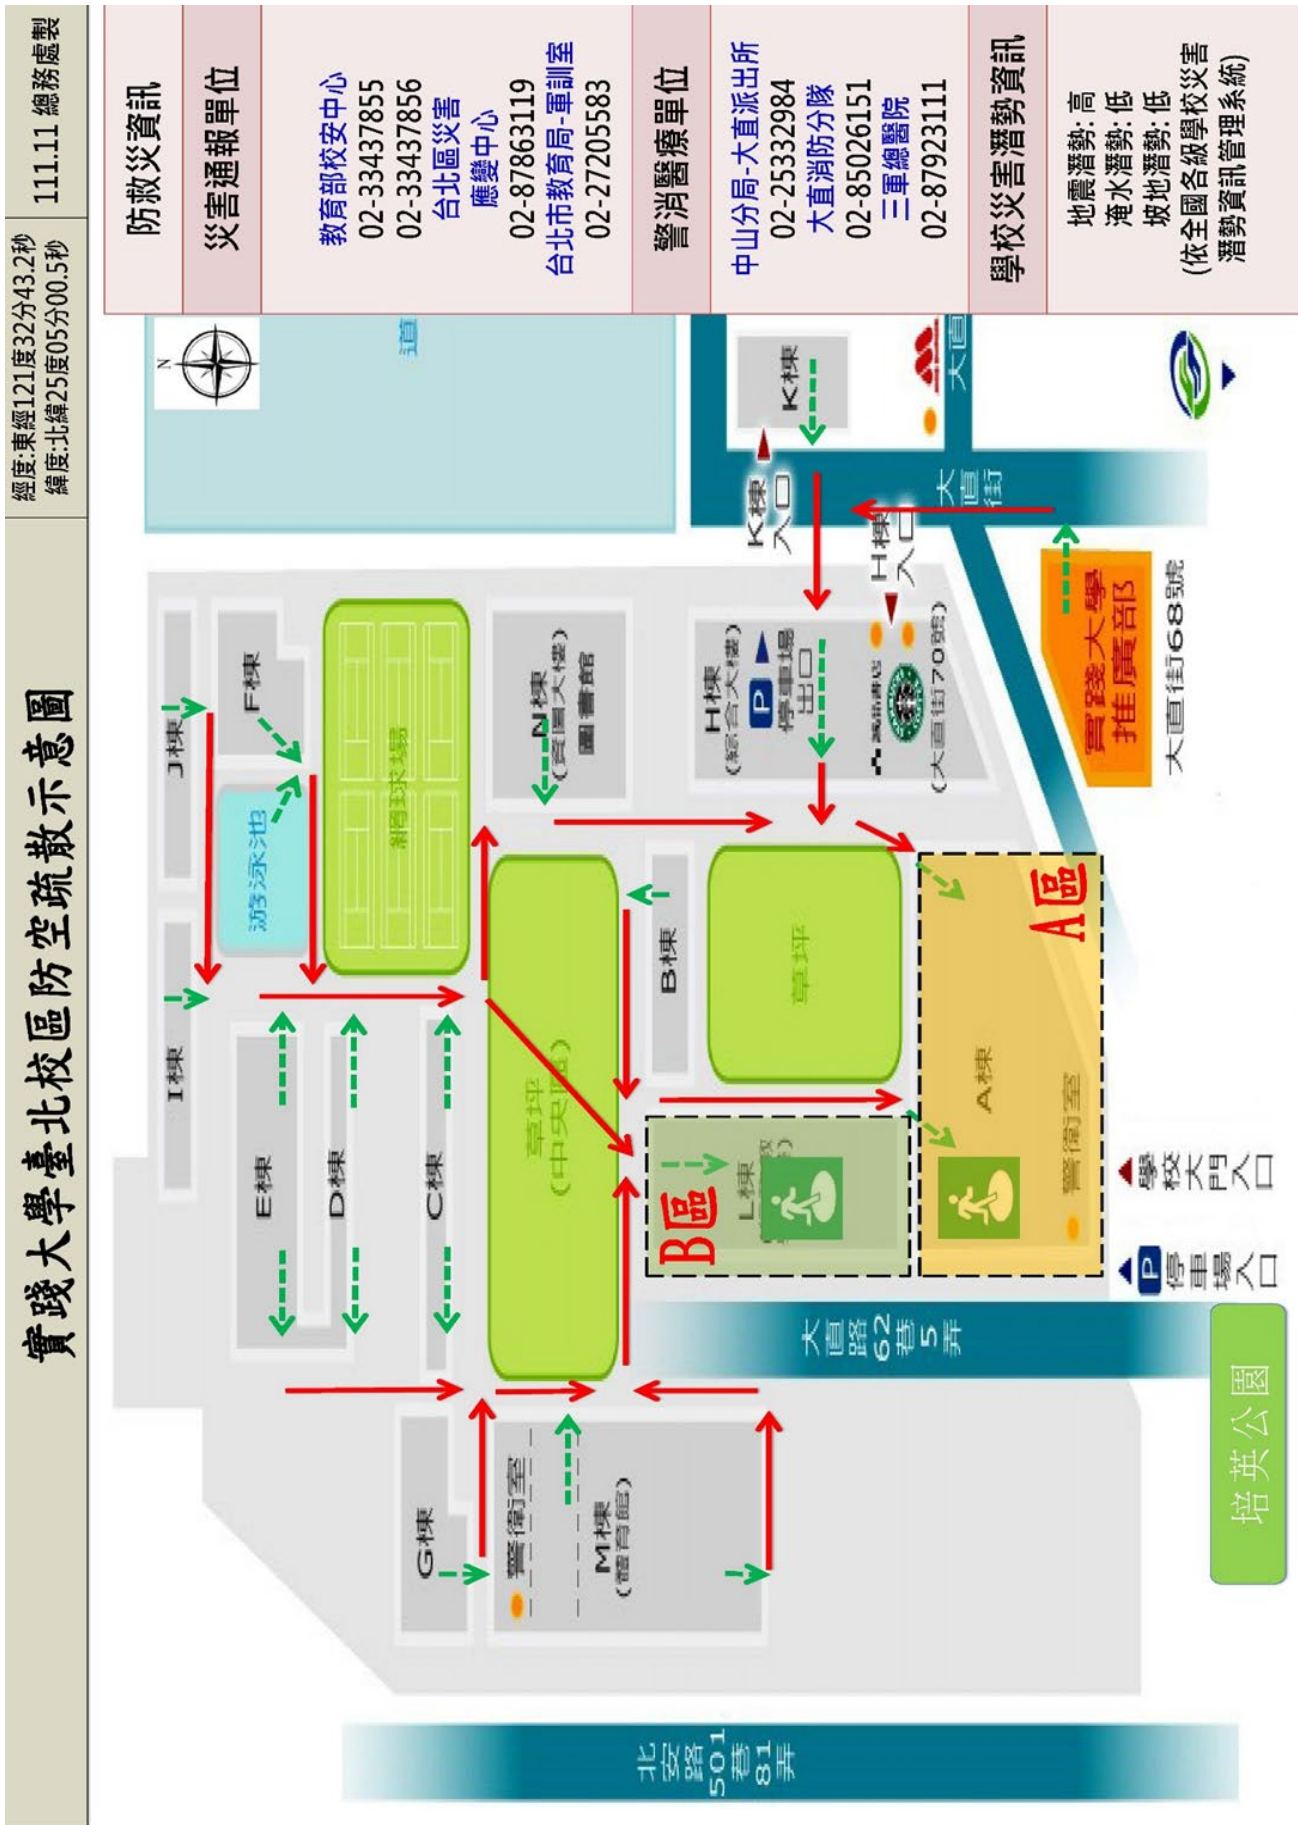 實踐大學臺北校區防空疏散示意圖
經度:東經121度32分43.2秒
緯度:北緯25度05分00.5秒
111.11 總務處製
防救災資訊
災害通報單位
教育部校安中心
02-33437855
02-33437856
台北區災害
應變中心
02-87863119
台北市教育局-軍訓室
02-27205583
警消醫療單位
中山分局-大直派出所
02-25332984
大直消防分隊
02-85026151
三軍總醫院
02-87923111
學校災害潛勢資訊
地震潛勢: 高
淹水潛勢: 低
坡地潛勢: 低
(依全國各級學校災害
潛勢資訊管理系統)
N
道
I棟
J棟
F棟
游泳池
網球場
E棟
D棟
C棟
G棟
警衛室
M棟
(體育館)
草坪
(中央區)
N棟
(資圖大樓)
圖書館
K棟
K棟
入口
H棟
(綜合大樓)
P
停車場
出口
誠品書店
(大直街70號)
H棟
入口
大直
大直
街
B棟
草坪
B區
L棟
A區
A棟
警衛室
實踐大學
推廣部
大直街68號
大直路
62巷
5弄
P
停車
場入口
學校
大門
入口
培英公園
北安路
501巷
81弄